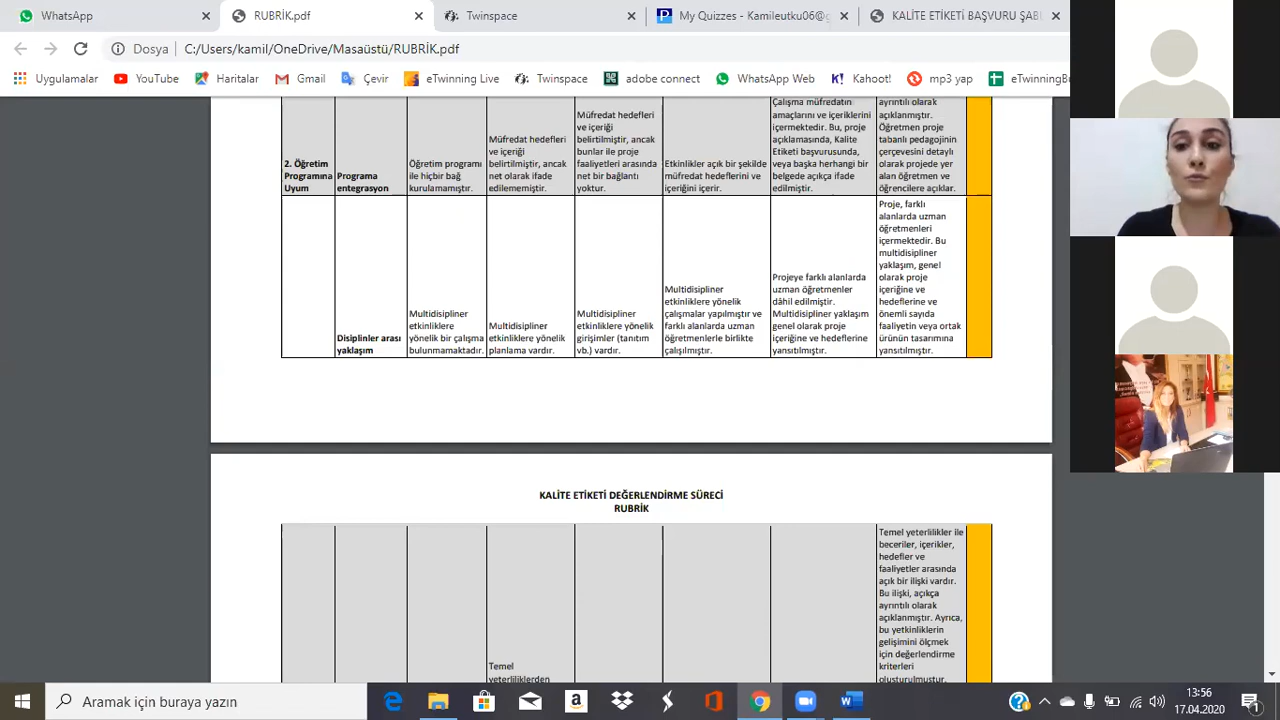 WhatsApp
RUBRİK.pdf
Twinspace
My Quizzes - Kamileutku06@g
KALİTE ETİKETİ BAŞVURU ŞABL
Dosya
C:/Users/kamil/OneDrive/Masaüstü/RUBRİK.pdf
Uygulamalar
YouTube
Haritalar
Gmail
Çevir
eTwinning Live
Twinspace
adobe connect
WhatsApp Web
Kahoot!
mp3 yap
eTwinningBo
2. Öğretim
Programına
Uyum
Programa
entegrasyon
Öğretim programı
ile hiçbir bağ
kurulamamıştır.
Müfredat hedefleri
ve içeriği
belirtilmiştir, ancak
net olarak ifade
edilememiştir.
Müfredat hedefleri
ve içeriği
belirtilmiştir, ancak
bunlar ile proje
faaliyetleri arasında
net bir bağlantı
yoktur.
Etkinlikler açık bir şekilde
müfredat hedeflerini ve
içeriğini içerir.
Çalışma müfredatın
amaçlarını ve içeriklerini
içermektedir. Bu, proje
açıklamasında, Kalite
Etiketi başvurusunda,
veya başka herhangi bir
belgede açıkça ifade
edilmiştir.
ayrıntılı olarak
açıklanmıştır.
Öğretmen proje
tabanlı pedagojinin
çerçevesini detaylı
olarak projede yer
alan öğretmen ve
öğrencilere açıklar.
Disiplinler arası
yaklaşım
Multidisipliner
etkinliklere
yönelik bir çalışma
bulunmamaktadır.
Multidisipliner
etkinliklere yönelik
planlama vardır.
Multidisipliner
etkinliklere yönelik
girişimler (tanıtım
vb.) vardır.
Multidisipliner
etkinliklere yönelik
çalışmalar yapılmıştır ve
farklı alanlarda uzman
öğretmenlerle birlikte
çalışılmıştır.
Projeye farklı alanlarda
uzman öğretmenler
dâhil edilmiştir.
Multidisipliner yaklaşım
genel olarak proje
içeriğine ve hedeflerine
yansıtılmıştır.
Proje, farklı
alanlarda uzman
öğretmenleri
içermektedir. Bu
multidisipliner
yaklaşım, genel
olarak proje
içeriğine ve
hedeflerine ve
önemli sayıda
faaliyetin veya ortak
ürünün tasarımına
yansıtılmıştır.
KALİTE ETİKETİ DEĞERLENDİRME SÜRECİ
RUBRİK
Temel
yeterliliklerden
Temel yeterlilikler ile
beceriler, içerikler,
hedefler ve
faaliyetler arasında
açık bir ilişki vardır.
Bu ilişki, açıkça
ayrıntılı olarak
açıklanmıştır. Ayrıca,
bu yetkinliklerin
gelişimini ölçmek
için değerlendirme
kriterleri
oluşturulmuştur.
Aramak için buraya yazın
13:56
17.04.2020